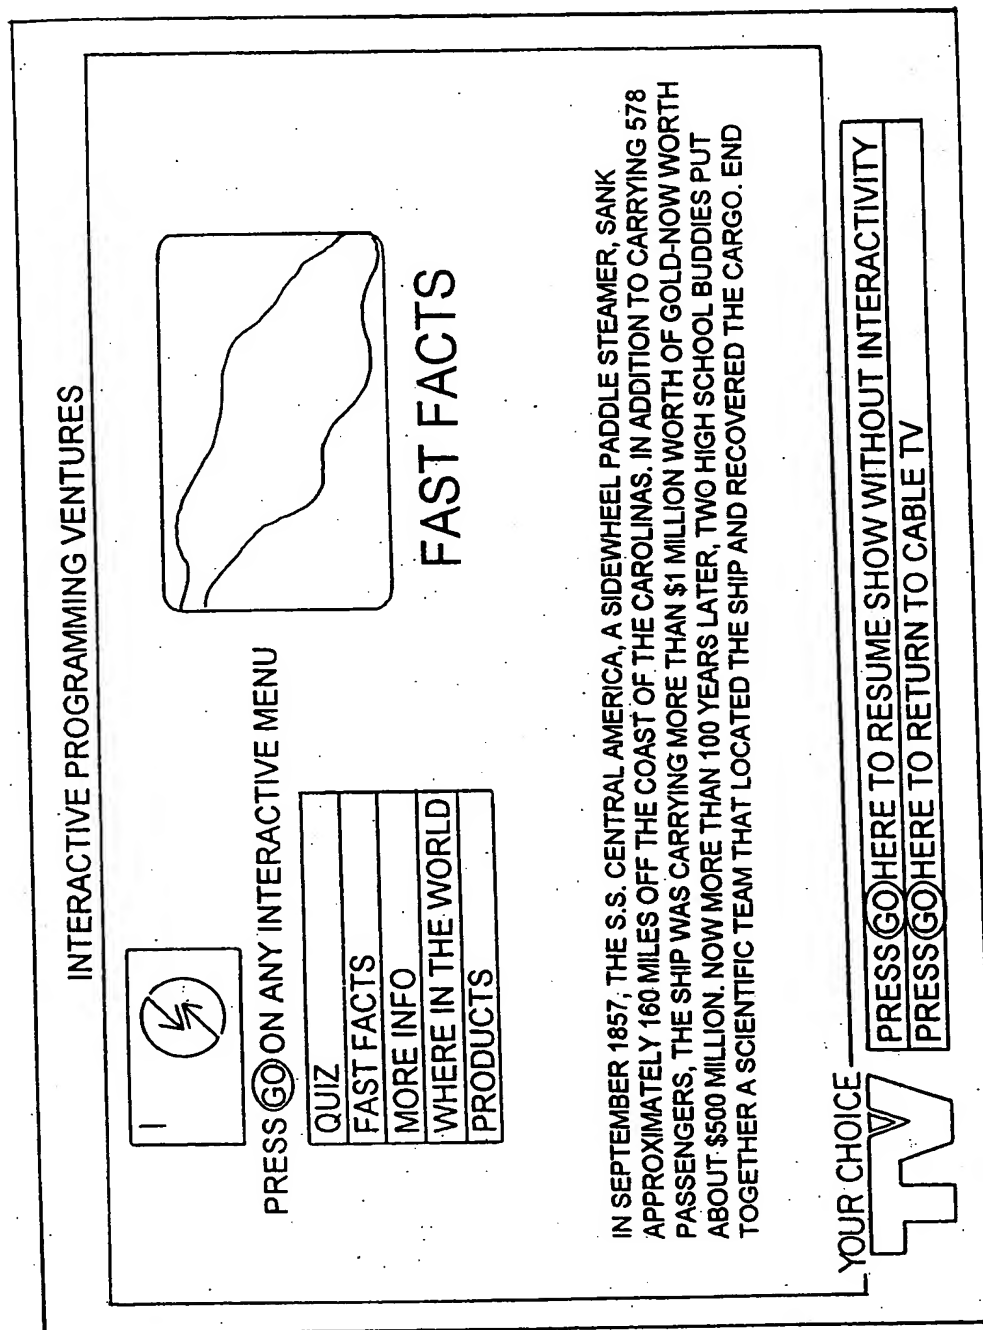 INTERACTIVE PROGRAMMING VENTURES
PRESS GO ON ANY INTERACTIVE MENU
QUIZ
FAST FACTS
MORE INFO
WHERE IN THE WORLD
PRODUCTS
FAST FACTS
IN SEPTEMBER 1857, THE S.S. CENTRAL AMERICA, A SIDEWHEEL PADDLE STEAMER, SANK
APPROXIMATELY 160 MILES OFF THE COAST OF THE CAROLINAS. IN ADDITION TO CARRYING 578
PASSENGERS, THE SHIP WAS CARRYING MORE THAN $1 MILLION WORTH OF GOLD-NOW WORTH
ABOUT $500 MILLION. NOW MORE THAN 100 YEARS LATER, TWO HIGH SCHOOL BUDDIES PUT
TOGETHER A SCIENTIFIC TEAM THAT LOCATED THE SHIP AND RECOVERED THE CARGO. END
YOUR CHOICE
TV
PRESS GO HERE TO RESUME SHOW WITHOUT INTERACTIVITY
PRESS GO HERE TO RETURN TO CABLE TV